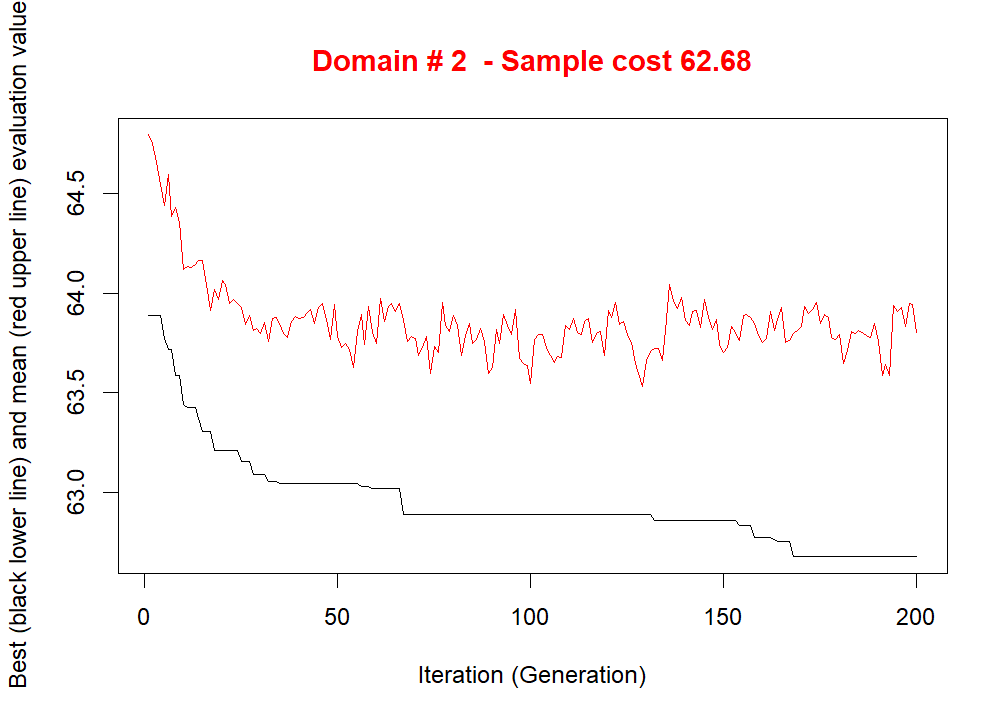 Domain # 2  - Sample cost 62.68
Best (black lower line) and mean (red upper line) evaluation value
64.5
64.0
63.5
63.0
0 50 100 150 200
Iteration (Generation)